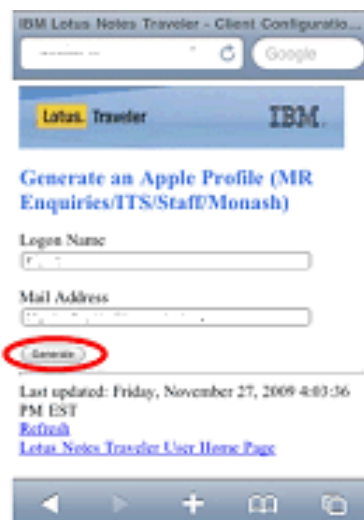 IBM Lotus Notes Traveler - Client Configuratio...
Google
Lotus. Traveler
IBM.
Generate an Apple Profile (MR
Enquiries/ITS/Staff/Monash)
Logon Name
Mail Address
Generate
Last updated: Friday, November 27, 2009 4:03:36
PM EST
Refresh
Lotus Notes Traveler User Home Page